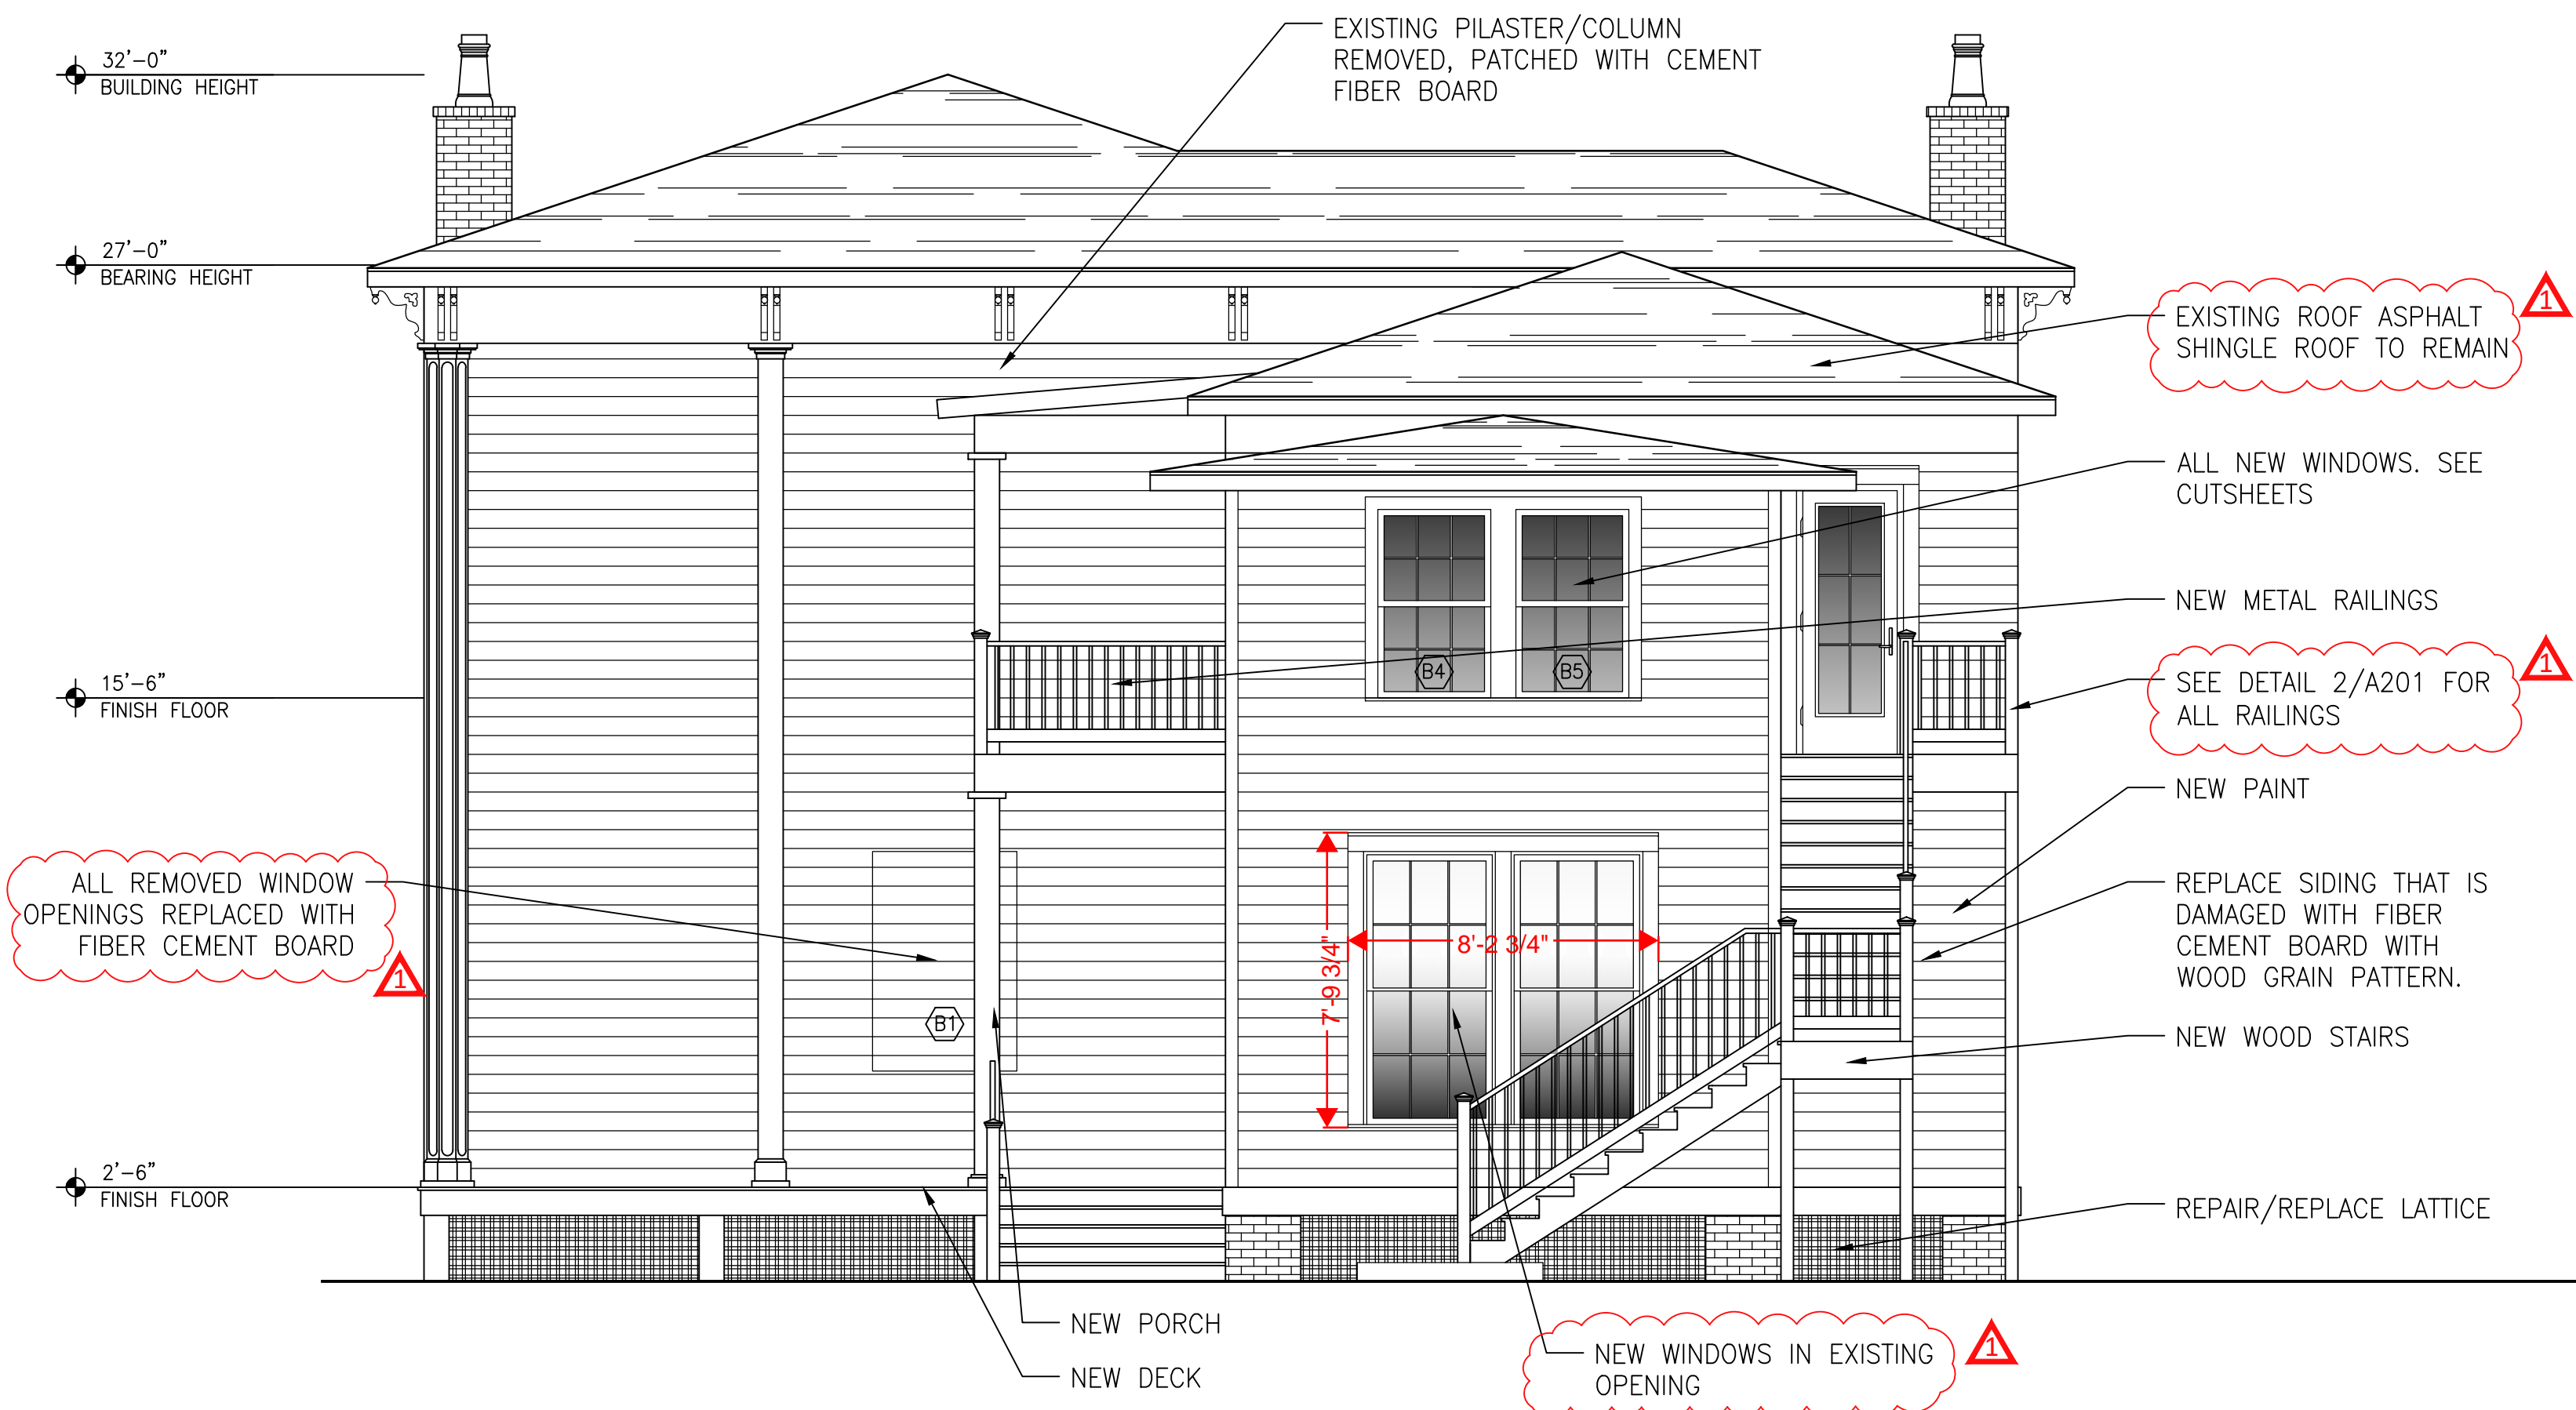 32'-0"
BUILDING HEIGHT
27'-0"
BEARING HEIGHT
15'-6"
FINISH FLOOR
2'-6"
FINISH FLOOR
EXISTING PILASTER/COLUMN
REMOVED, PATCHED WITH CEMENT
FIBER BOARD
EXISTING ROOF ASPHALT
SHINGLE ROOF TO REMAIN
1
ALL NEW WINDOWS. SEE
CUTSHEETS
NEW METAL RAILINGS
SEE DETAIL 2/A201 FOR
ALL RAILINGS
1
NEW PAINT
REPLACE SIDING THAT IS
DAMAGED WITH FIBER
CEMENT BOARD WITH
WOOD GRAIN PATTERN.
NEW WOOD STAIRS
REPAIR/REPLACE LATTICE
ALL REMOVED WINDOW
OPENINGS REPLACED WITH
FIBER CEMENT BOARD
1
B4
B5
B1
7'-9 3/4"
8'-2 3/4"
NEW PORCH
NEW DECK
NEW WINDOWS IN EXISTING
OPENING
1